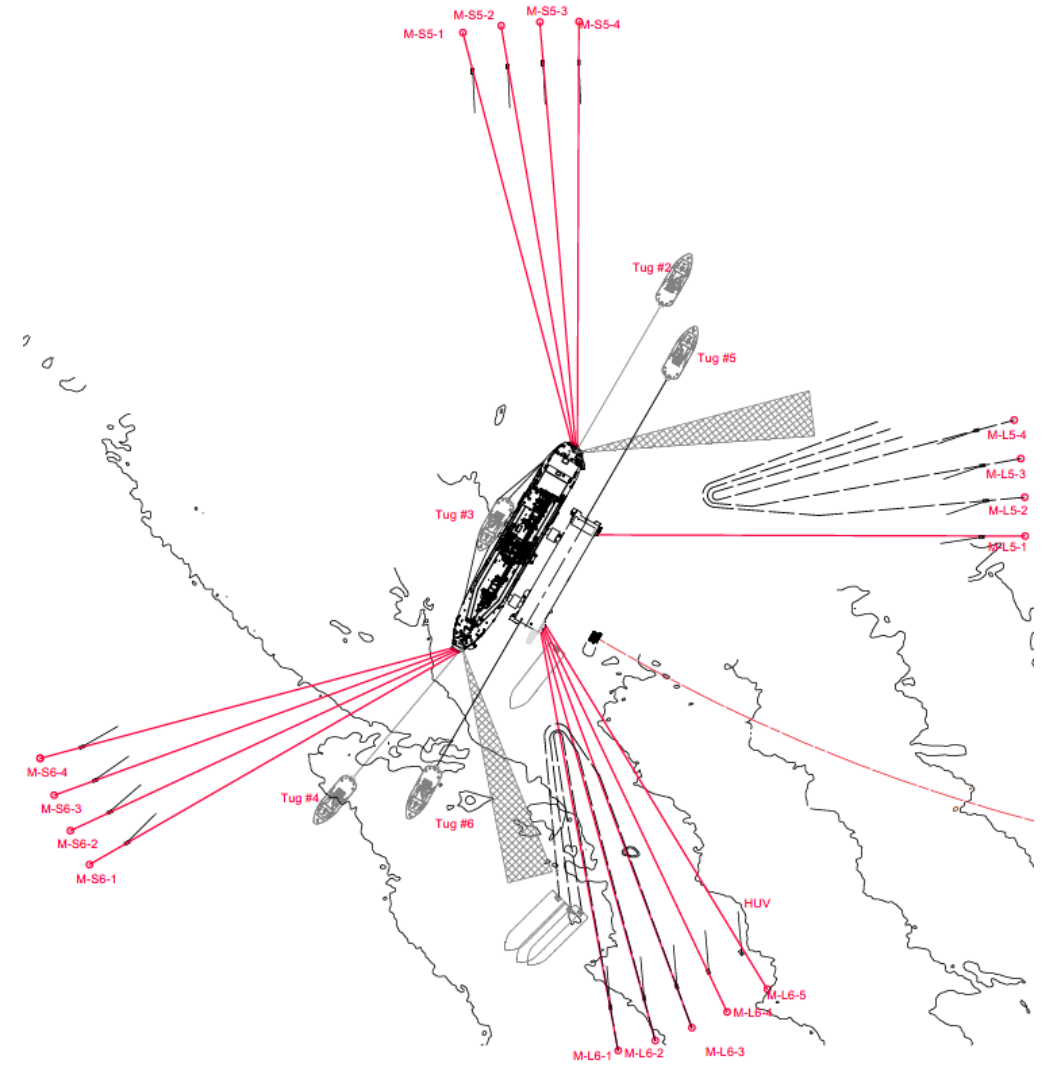 M-S5-1
M-S5-2
M-S5-3
M-S5-4
Tug #2
Tug #5
M-L5-4
M-L5-3
M-L5-2
M-L5-1
Tug #3
M-S6-4
M-S6-3
M-S6-2
M-S6-1
Tug #4
Tug #6
HUV
M-L6-5
M-L6-4
M-L6-3
M-L6-2
M-L6-1